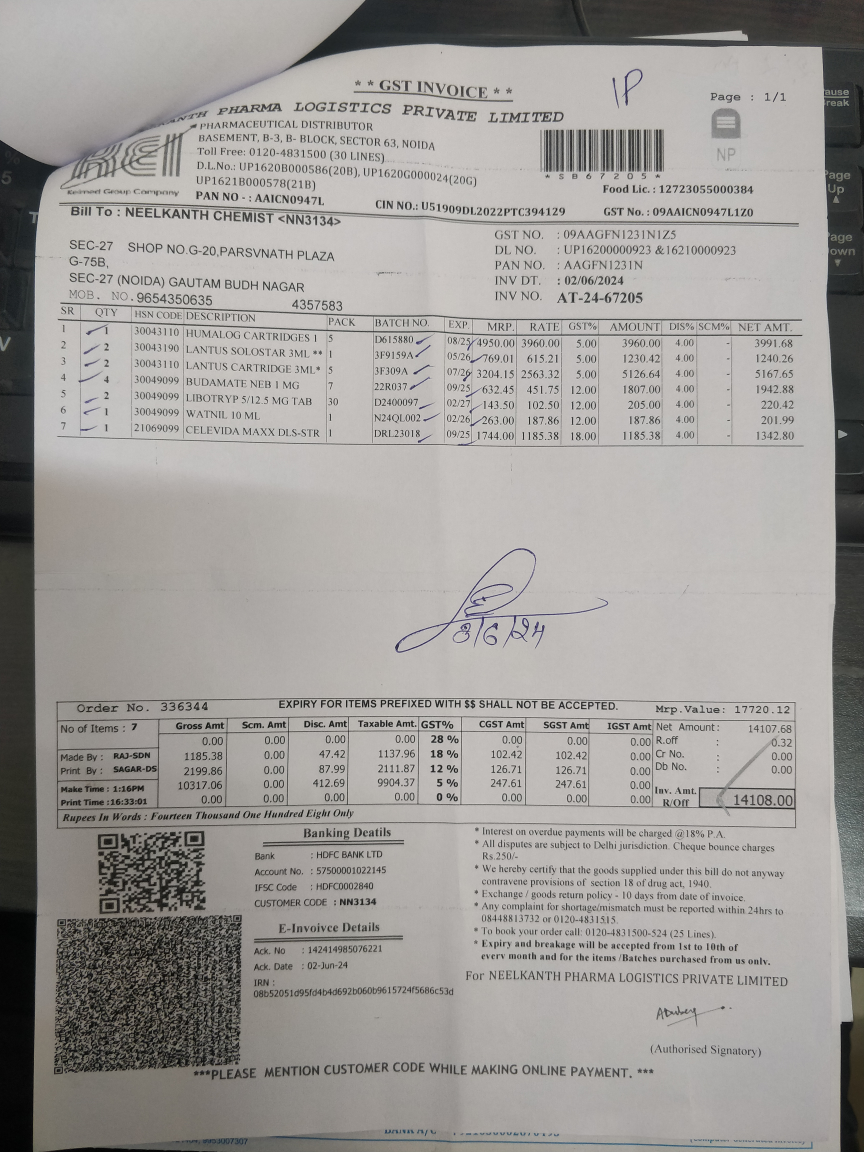 * * GST INVOICE * *
IP
Page : 1/1
PHARMA LOGISTICS PRIVATE LIMITED
PHARMACEUTICAL DISTRIBUTOR
BASEMENT, B-3, B- BLOCK, SECTOR 63, NOIDA
Toll Free: 0120-4831500 (30 LINES)
D.L.No.: UP1620B000586(20B), UP1620G000024(20G)
UP1621B000578(21B)
PAN NO - : AAICN0947L
CIN NO.: U51909DL2022PTC394129
* S B 6 7 2 0 5 *
NP
Food Lic. : 12723055000384
GST No. : 09AAICN0947L1Z0
Group Company
Bill To : NEELKANTH CHEMIST <NN3134>
SEC-27 SHOP NO.G-20,PARSVNATH PLAZA
G-75B,
SEC-27 (NOIDA) GAUTAM BUDH NAGAR
MOB. NO.9654350635 4357583
GST NO. : 09AAGFN1231N1Z5
DL NO. : UP16200000923 &16210000923
PAN NO. : AAGFN1231N
INV DT. : 02/06/2024
INV NO. AT-24-67205
SR QTY HSN CODE DESCRIPTION PACK BATCH NO. EXP. MRP. RATE GST% AMOUNT DIS% SCM% NET AMT.
1 1 30043110 HUMALOG CARTRIDGES 1 5 D615880 08/25 4950.00 3960.00 5.00 3960.00 4.00 - 3991.68
2 2 30043190 LANTUS SOLOSTAR 3ML ** 1 3F9159A 05/26 769.01 615.21 5.00 1230.42 4.00 - 1240.26
3 2 30043110 LANTUS CARTRIDGE 3ML* 5 3F309A 07/26 3204.15 2563.32 5.00 5126.64 4.00 - 5167.65
4 4 30049099 BUDAMATE NEB 1 MG 7 22R037 09/25 632.45 451.75 12.00 1807.00 4.00 - 1942.88
5 2 30049099 LIBOTRYP 5/12.5 MG TAB 30 D2400097 02/27 143.50 102.50 12.00 205.00 4.00 - 220.42
6 1 30049099 WATNIL 10 ML 1 N24QL002 02/26 263.00 187.86 12.00 187.86 4.00 - 201.99
7 1 21069099 CELEVIDA MAXX DLS-STR 1 DRL23018 09/25 1744.00 1185.38 18.00 1185.38 4.00 - 1342.80
3/6/24
Order No. 336344 EXPIRY FOR ITEMS PREFIXED WITH $$ SHALL NOT BE ACCEPTED. Mrp.Value: 17720.12
No of Items : 7 Gross Amt Scm. Amt Disc. Amt Taxable Amt. GST% CGST Amt SGST Amt IGST Amt Net Amount: 14107.68
0.00 0.00 0.00 0.00 28 % 0.00 0.00 0.00 R.off : 0.32
Made By : RAJ-SDN 1185.38 0.00 47.42 1137.96 18 % 102.42 102.42 0.00 Cr No. : 0.00
Print By : SAGAR-DS 2199.86 0.00 87.99 2111.87 12 % 126.71 126.71 0.00 Db No. : 0.00
Make Time : 1:16PM 10317.06 0.00 412.69 9904.37 5 % 247.61 247.61 0.00
Print Time :16:33:01 0.00 0.00 0.00 0.00 0 % 0.00 0.00 0.00 Inv. Amt. R/Off 14108.00
Rupees In Words : Fourteen Thousand One Hundred Eight Only
Banking Deatils
Bank : HDFC BANK LTD
Account No. : 57500001022145
IFSC Code : HDFC0002840
CUSTOMER CODE : NN3134
E-Invoivce Details
Ack. No : 142414985076221
Ack. Date : 02-Jun-24
IRN :
08b52051d95fd4b4d692b060b9615724f5686c53d
* Interest on overdue payments will be charged @18% P.A.
* All disputes are subject to Delhi jurisdiction. Cheque bounce charges
Rs.250/-
* We hereby certify that the goods supplied under this bill do not anyway
contravene provisions of section 18 of drug act, 1940.
* Exchange / goods return policy - 10 days from date of invoice.
* Any complaint for shortage/mismatch must be reported within 24hrs to
08448813732 or 0120-4831515.
* To book your order call: 0120-4831500-524 (25 Lines).
* Expiry and breakage will be accepted from 1st to 10th of
every month and for the items /Batches purchased from us only.
For NEELKANTH PHARMA LOGISTICS PRIVATE LIMITED
(Authorised Signatory)
***PLEASE MENTION CUSTOMER CODE WHILE MAKING ONLINE PAYMENT. ***